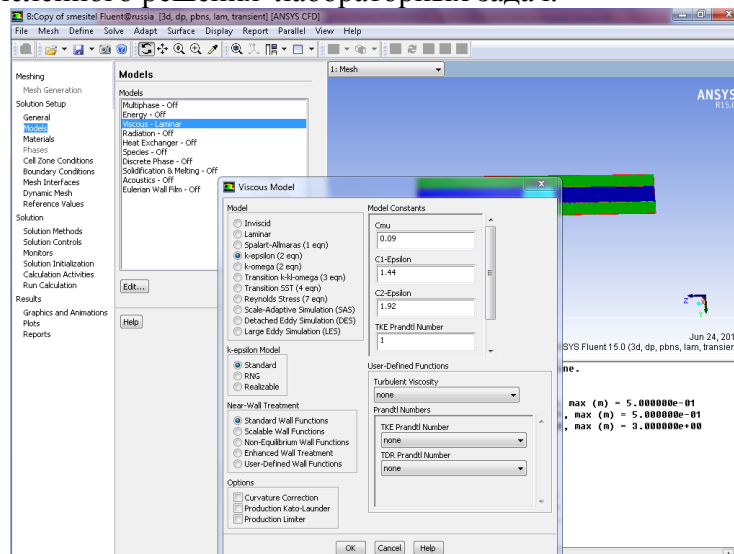 численного решения лабораторных задач.
B:Copy of smesitel Fluent@russia [3d, dp, pbns, lam, transient] [ANSYS CFD]
File Mesh Define Solve Adapt Surface Display Report Parallel View Help
Meshing
Mesh Generation
Solution Setup
General
Models
Materials
Phases
Cell Zone Conditions
Boundary Conditions
Mesh Interfaces
Dynamic Mesh
Reference Values
Solution
Solution Methods
Solution Controls
Monitors
Solution Initialization
Calculation Activities
Run Calculation
Results
Graphics and Animations
Plots
Reports
Models
Models
Multiphase - Off
Energy - Off
Viscous - Laminar
Radiation - Off
Heat Exchanger - Off
Species - Off
Discrete Phase - Off
Solidification & Melting - Off
Acoustics - Off
Eulerian Wall Film - Off
Edit...
Help
1: Mesh
ANSYS
R15.0
Z
Y
Jun 24, 201
SYS Fluent 15.0 (3d, dp, pbns, lam, transien
ne.
max (m) = 5.000000e-01
, max (m) = 5.000000e-01
, max (m) = 3.000000e+00
Viscous Model
Model
Inviscid
Laminar
Spalart-Allmaras (1 eqn)
k-epsilon (2 eqn)
k-omega (2 eqn)
Transition k-kl-omega (3 eqn)
Transition SST (4 eqn)
Reynolds Stress (7 eqn)
Scale-Adaptive Simulation (SAS)
Detached Eddy Simulation (DES)
Large Eddy Simulation (LES)
k-epsilon Model
Standard
RNG
Realizable
Near-Wall Treatment
Standard Wall Functions
Scalable Wall Functions
Non-Equilibrium Wall Functions
Enhanced Wall Treatment
User-Defined Wall Functions
Options
Curvature Correction
Production Kato-Launder
Production Limiter
Model Constants
Cmu
0.09
C1-Epsilon
1.44
C2-Epsilon
1.92
TKE Prandtl Number
1
User-Defined Functions
Turbulent Viscosity
none
Prandtl Numbers
TKE Prandtl Number
none
TDR Prandtl Number
none
OK Cancel Help